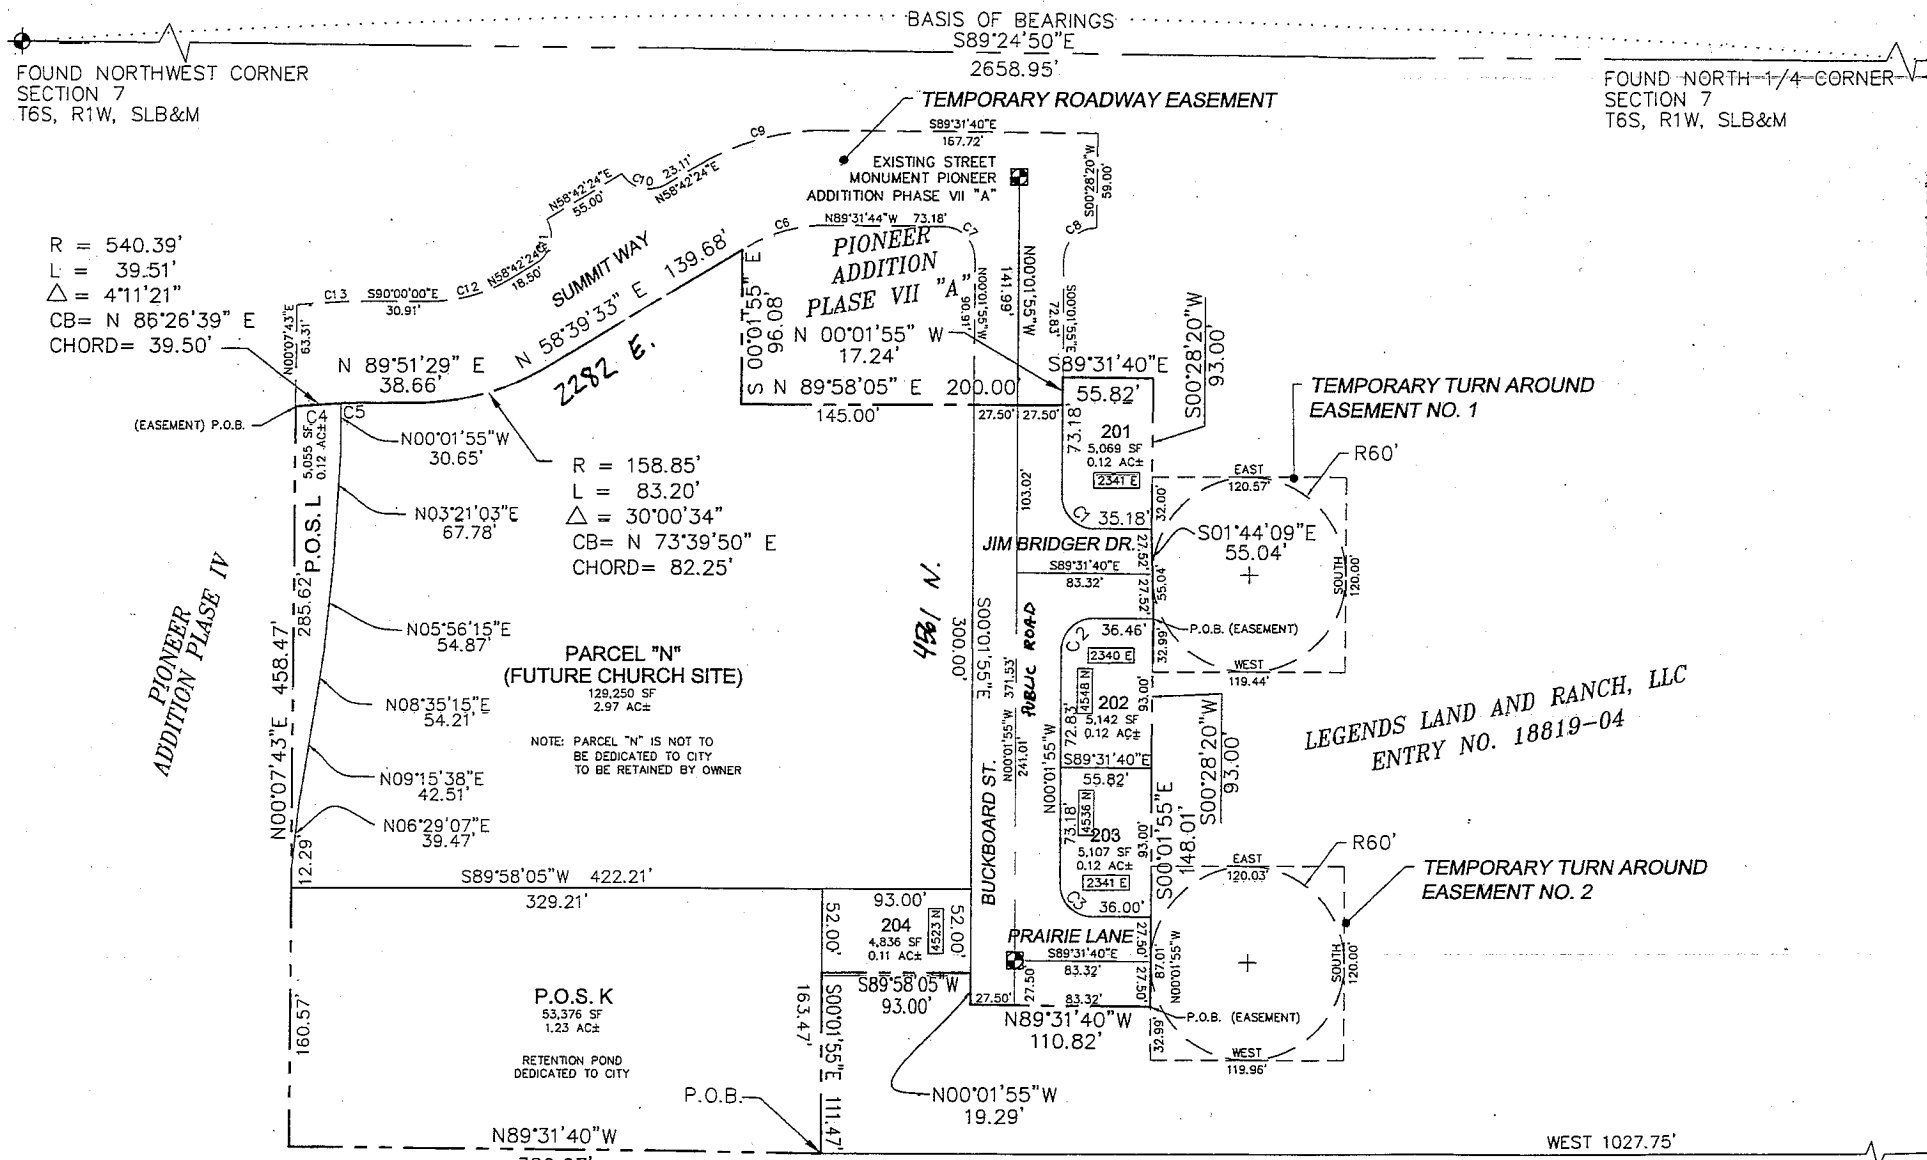 BASIS OF BEARINGS
S89°24'50"E
2658.95'
FOUND NORTHWEST CORNER
SECTION 7
T6S, R1W, SLB&M
FOUND NORTH 1/4 CORNER
SECTION 7
T6S, R1W, SLB&M
TEMPORARY ROADWAY EASEMENT
C9
S89°31'40"E
167.72'
EXISTING STREET
MONUMENT PIONEER
ADDITITION PHASE VII "A"
S00°28'20"W
59.00'
N58°42'24"E
55.00'
C10
23.11'
N58°42'24"E
C6
N89°31'44"W 73.18'
C7
C8
R = 540.39'
L = 39.51'
△ = 4°11'21"
CB= N 86°26'39" E
CHORD= 39.50'
C11
N58°42'24"E
18.50'
SUMMIT WAY
N 58°39'33" E 139.68'
2282 E.
PIONEER
ADDITION
PLASE VII "A"
N00°01'55"W
90.91'
N00°01'55"W
141.99'
S00°01'55"E
72.83'
N00°07'43"E
63.31'
C13
S90°00'00"E
30.91'
C12
S 00°01'55" E
96.08'
N 00°01'55" W
17.24'
S00°28'20"W
93.00'
N 89°51'29" E
38.66'
N 89°58'05" E 200.00'
145.00'
27.50' 27.50'
S89°31'40"E
55.82'
TEMPORARY TURN AROUND
EASEMENT NO. 1
(EASEMENT) P.O.B.
C4 C5
5,055 SF
0.12 AC±
P.O.S. L
N00°01'55"W
30.65'
R = 158.85'
L = 83.20'
△ = 30°00'34"
CB= N 73°39'50" E
CHORD= 82.25'
73.18'
201
5,069 SF
0.12 AC±
2341 E
R60'
EAST
120.57'
32.00'
103.02'
C1 35.18'
N03°21'03"E
67.78'
JIM BRIDGER DR.
S89°31'40"E
83.32'
27.52'
27.52'
55.04'
S01°44'09"E
55.04'
SOUTH
120.00'
PIONEER
ADDITION PLASE IV
N00°07'43"E 458.47'
285.62'
N05°56'15"E
54.87'
4561 N.
S00°01'55"E
300.00'
PUBLIC ROAD
C2 36.46'
P.O.B. (EASEMENT)
32.99'
WEST
119.44'
2340 E
4548 N
202
5,142 SF
0.12 AC±
93.00'
72.83'
PARCEL "N"
(FUTURE CHURCH SITE)
129,250 SF
2.97 AC±
NOTE: PARCEL "N" IS NOT TO
BE DEDICATED TO CITY
TO BE RETAINED BY OWNER
N08°35'15"E
54.21'
N00°01'55"W 371.53'
241.01'
N00°01'55"W
S00°28'20"W
93.00'
LEGENDS LAND AND RANCH, LLC
ENTRY NO. 18819-04
S89°31'40"E
55.82'
N09°15'38"E
42.51'
N06°29'07"E
39.47'
12.29'
BUCKBOARD ST.
73.18'
4536 N
203
5,107 SF
0.12 AC±
2341 E
93.00'
S00°01'55"E
148.01'
C3 36.00'
R60'
EAST
120.03'
TEMPORARY TURN AROUND
EASEMENT NO. 2
S89°58'05"W 422.21'
329.21'
93.00'
52.00'
204
4,836 SF
0.11 AC±
4523 N
52.00'
PRAIRIE LANE
S89°31'40"E
83.32'
27.50'
27.50'
87.01'
N00°01'55"W
SOUTH
120.00'
S89°58'05"W
93.00'
27.50'
27.50'
83.32'
N89°31'40"W
110.82'
P.O.B. (EASEMENT)
32.99'
WEST
119.96'
160.57'
P.O.S. K
53,376 SF
1.23 AC±
RETENTION POND
DEDICATED TO CITY
163.47'
S00°01'55"E 111.47'
N00°01'55"W
19.29'
P.O.B.
N89°31'40"W
WEST 1027.75'